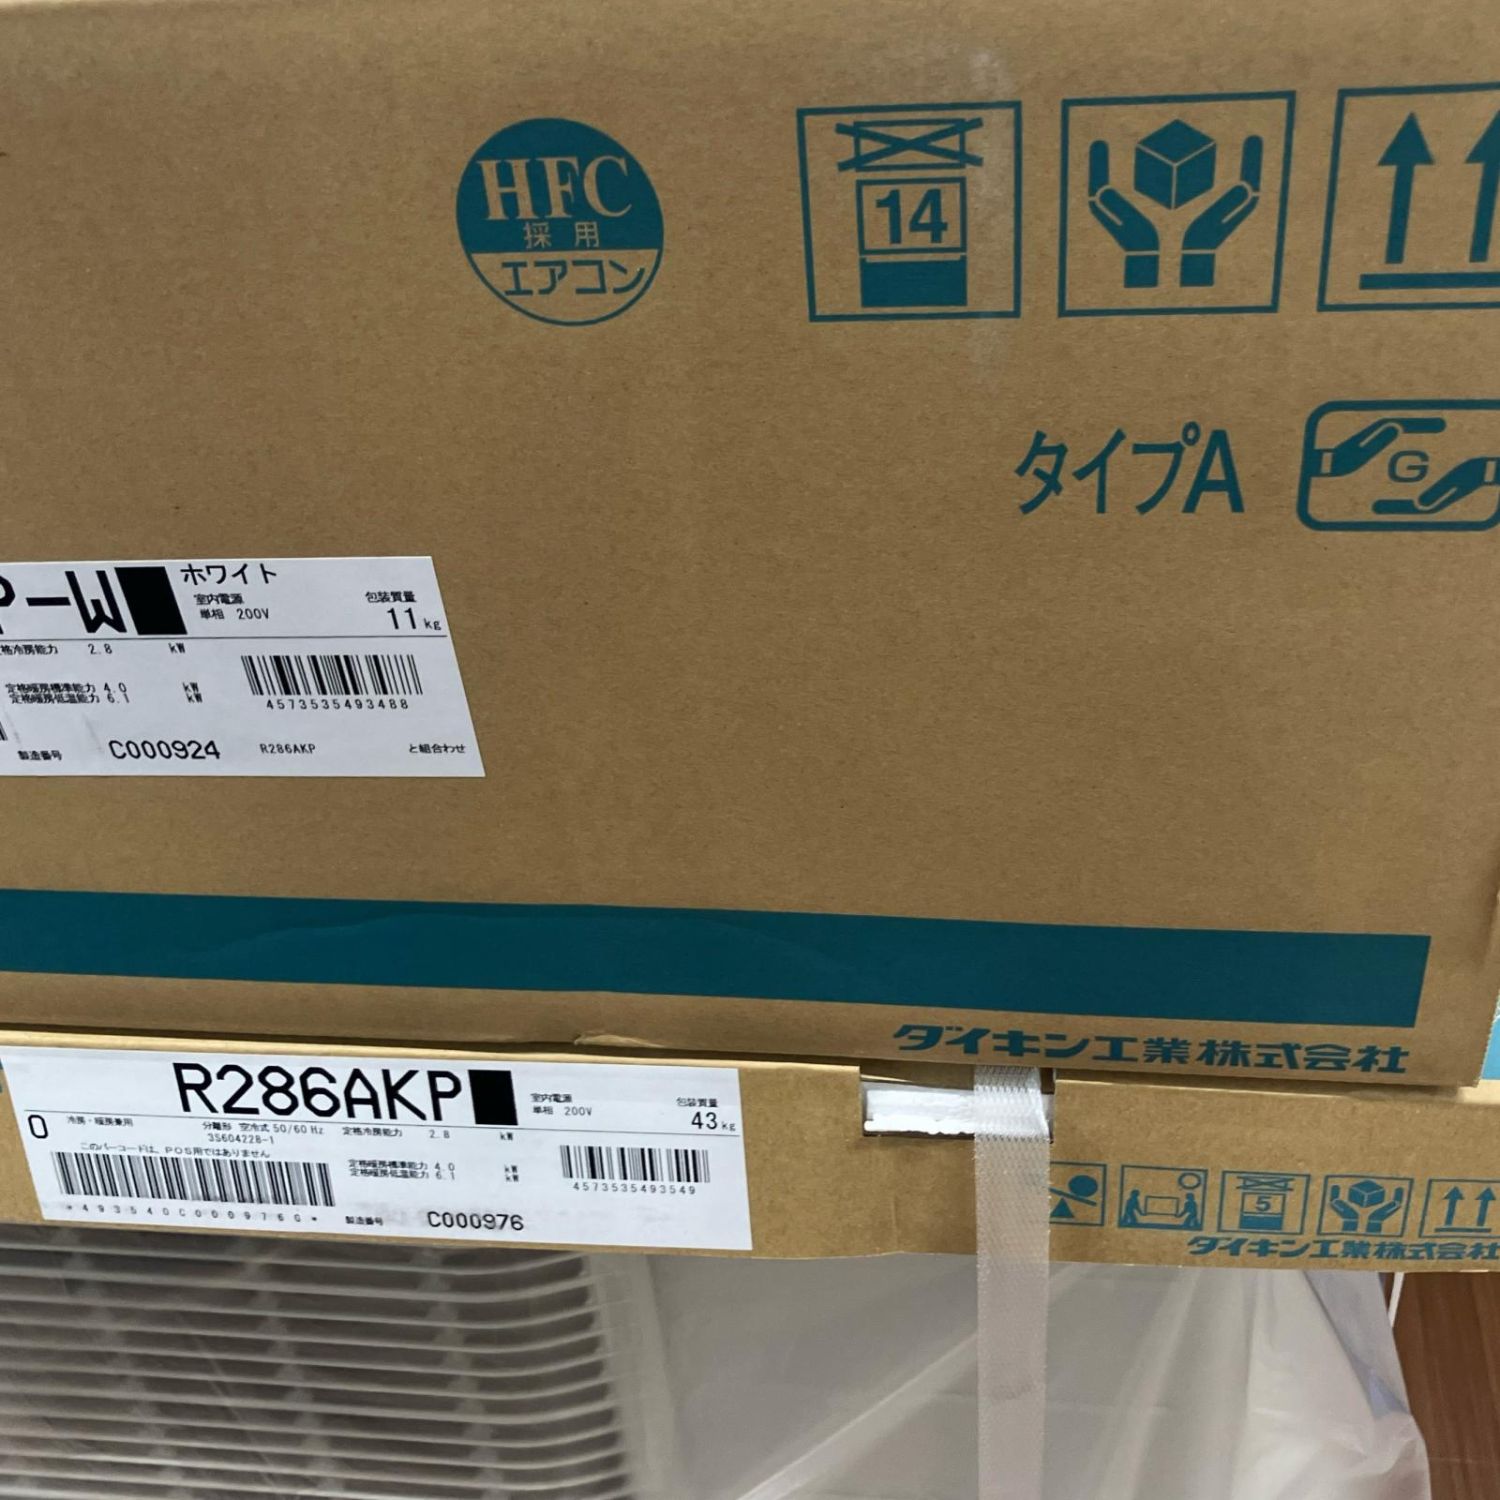 HFC
採用
エアコン
14
タイプA
G
P-W■ ホワイト
室内電源
単相 200V
包装質量
11kg
定格冷房能力 2.8 kW
定格暖房標準能力 4.0 kW
定格暖房低温能力 6.1 kW
4573535493488
製造番号 C000924 R286AKP と組合わせ
ダイキン工業株式会社
R286AKP■
室内電源
単相 200V
包装質量
43kg
0 冷房・暖房兼用 分離形 空冷式 50/60Hz 定格冷房能力 2.8 kW
3S604228-1
このバーコードは、POS用ではありません
定格暖房標準能力 4.0 kW
定格暖房低温能力 6.1 kW
4573535493549
*493540C000976G*
製造番号 C000976
5
ダイキン工業株式会社